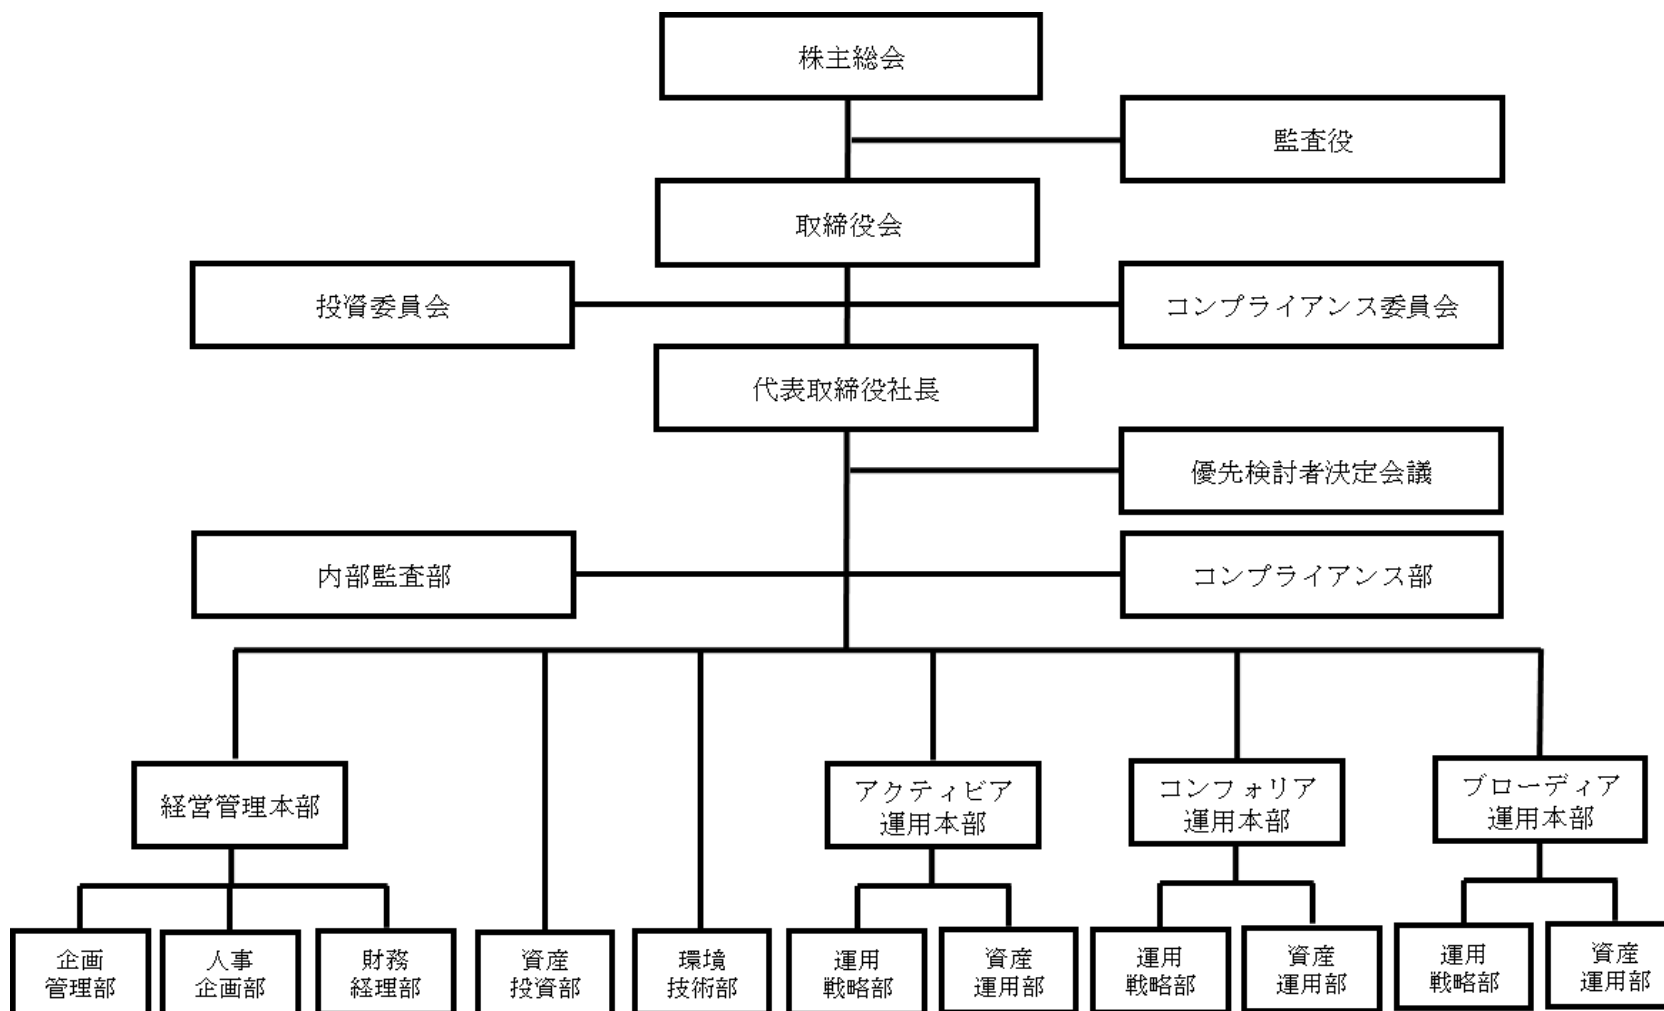 株主総会
監査役
取締役会
投資委員会
コンプライアンス委員会
代表取締役社長
優先検討者決定会議
内部監査部
コンプライアンス部
経営管理本部
アクティビア
運用本部
コンフォリア
運用本部
ブローディア
運用本部
企画
管理部
人事
企画部
財務
経理部
資産
投資部
環境
技術部
運用
戦略部
資産
運用部
運用
戦略部
資産
運用部
運用
戦略部
資産
運用部